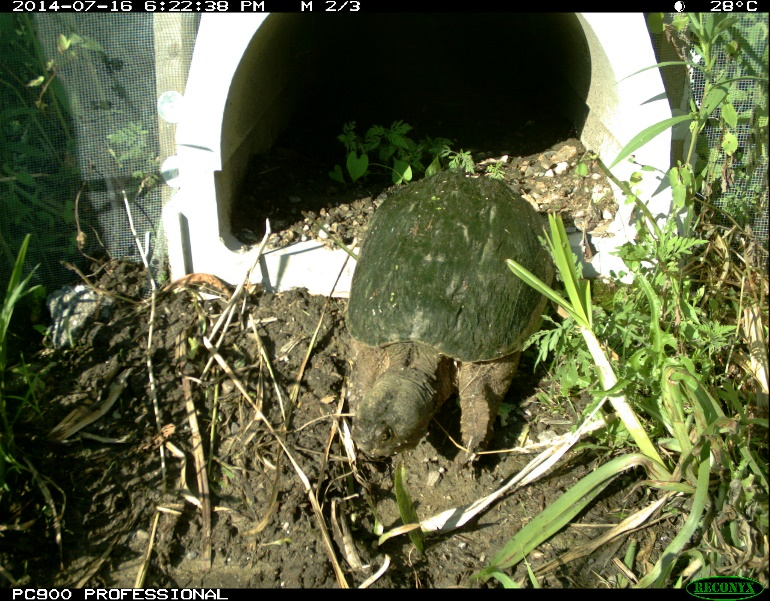 2014-07-16 6:22:38 PM M 2/3 28°C
PC900 PROFESSIONAL RECONYX